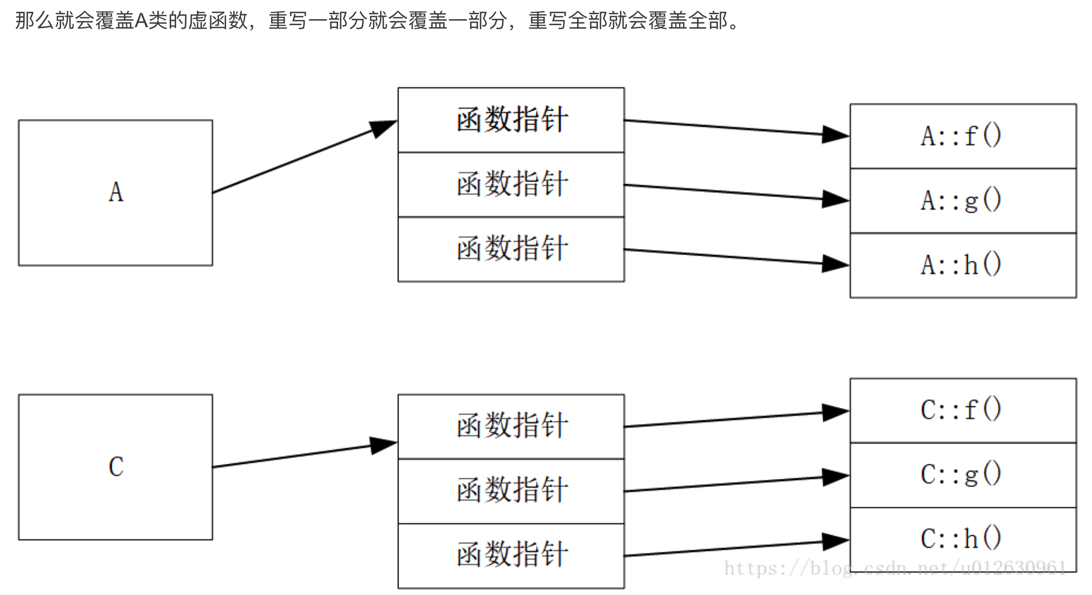 那么就会覆盖A类的虚函数，重写一部分就会覆盖一部分，重写全部就会覆盖全部。
A
函数指针
函数指针
函数指针
A::f()
A::g()
A::h()
C
函数指针
函数指针
函数指针
C::f()
C::g()
C::h()
https://blog.csdn.net/u012630961